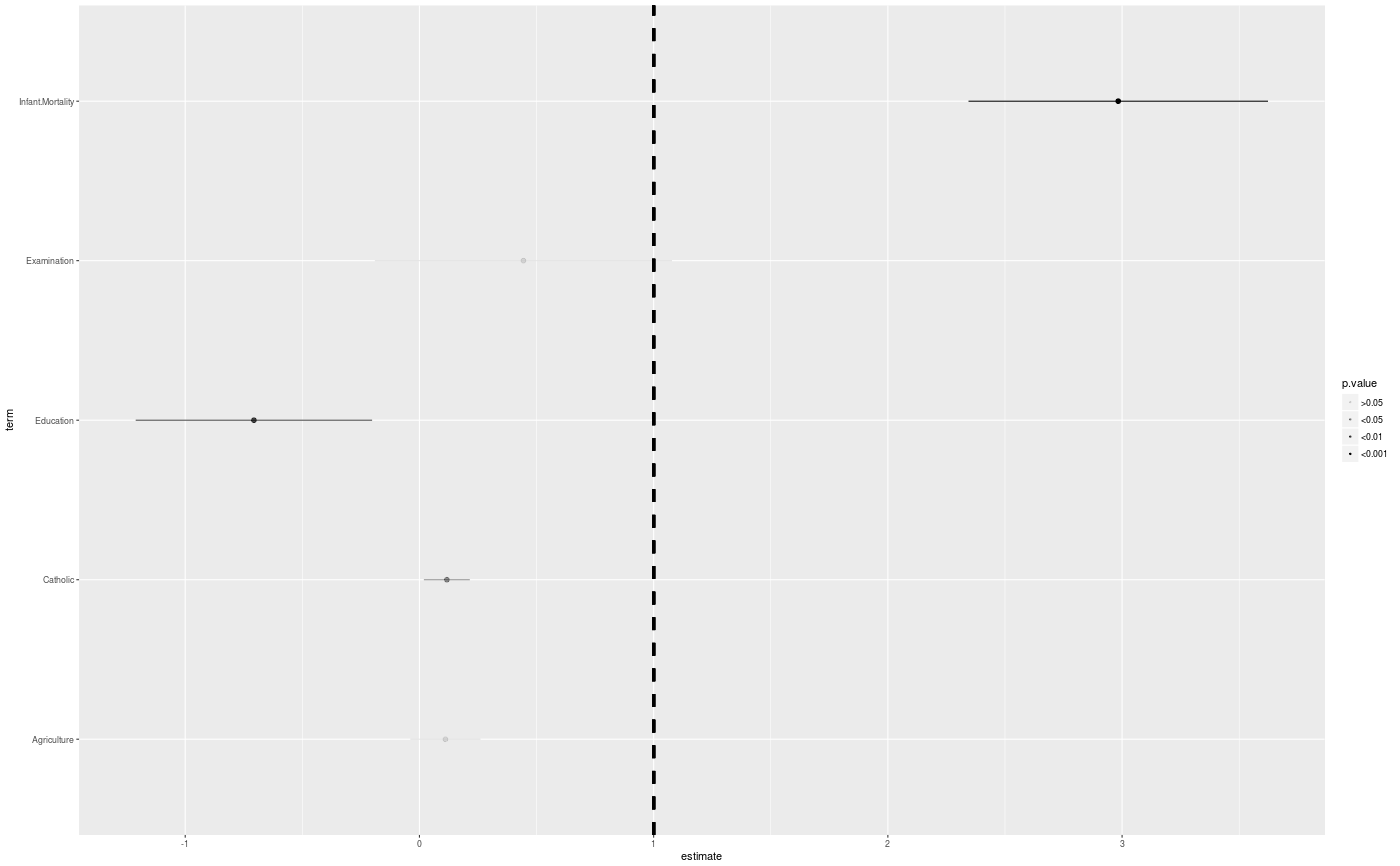 Infant.Mortality
Examination
Education
Catholic
Agriculture
term
-1
0
1
2
3
estimate
p.value
>0.05
<0.05
<0.01
<0.001